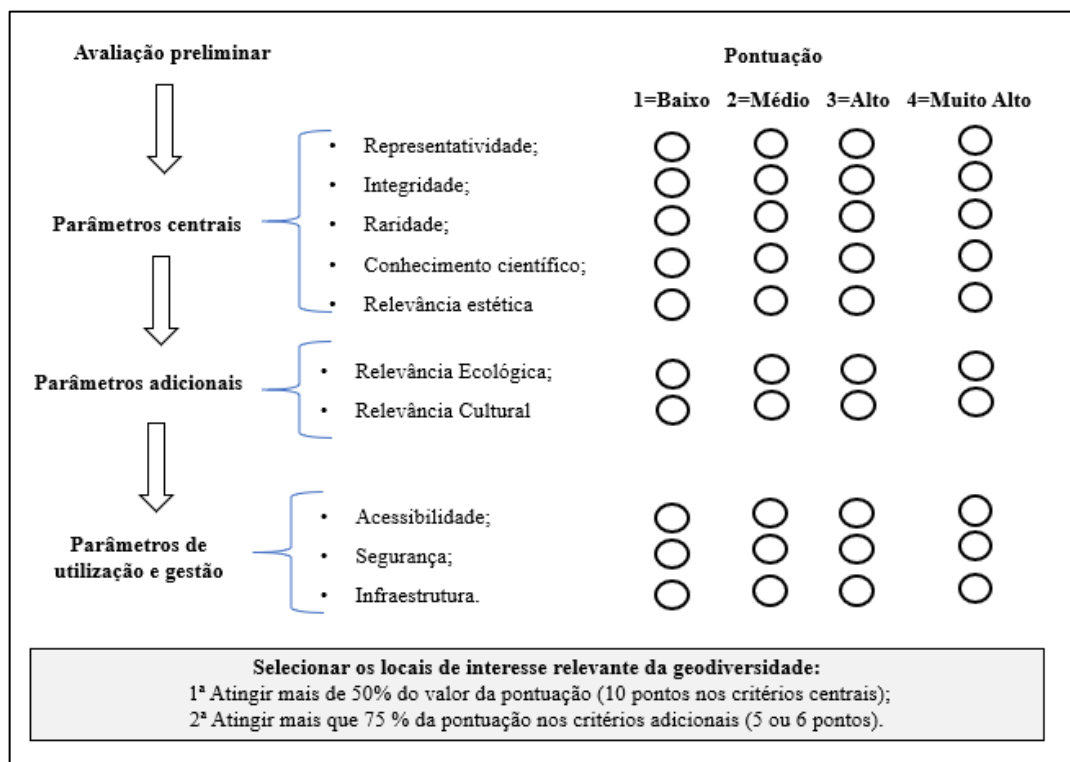 Avaliação preliminar
Pontuação
1=Baixo 2=Médio 3=Alto 4=Muito Alto
• Representatividade;
• Integridade;
Parâmetros centrais
• Raridade;
• Conhecimento científico;
• Relevância estética
Parâmetros adicionais
• Relevância Ecológica;
• Relevância Cultural
Parâmetros de
utilização e gestão
• Acessibilidade;
• Segurança;
• Infraestrutura.
Selecionar os locais de interesse relevante da geodiversidade:
1ª Atingir mais de 50% do valor da pontuação (10 pontos nos critérios centrais);
2ª Atingir mais que 75 % da pontuação nos critérios adicionais (5 ou 6 pontos).